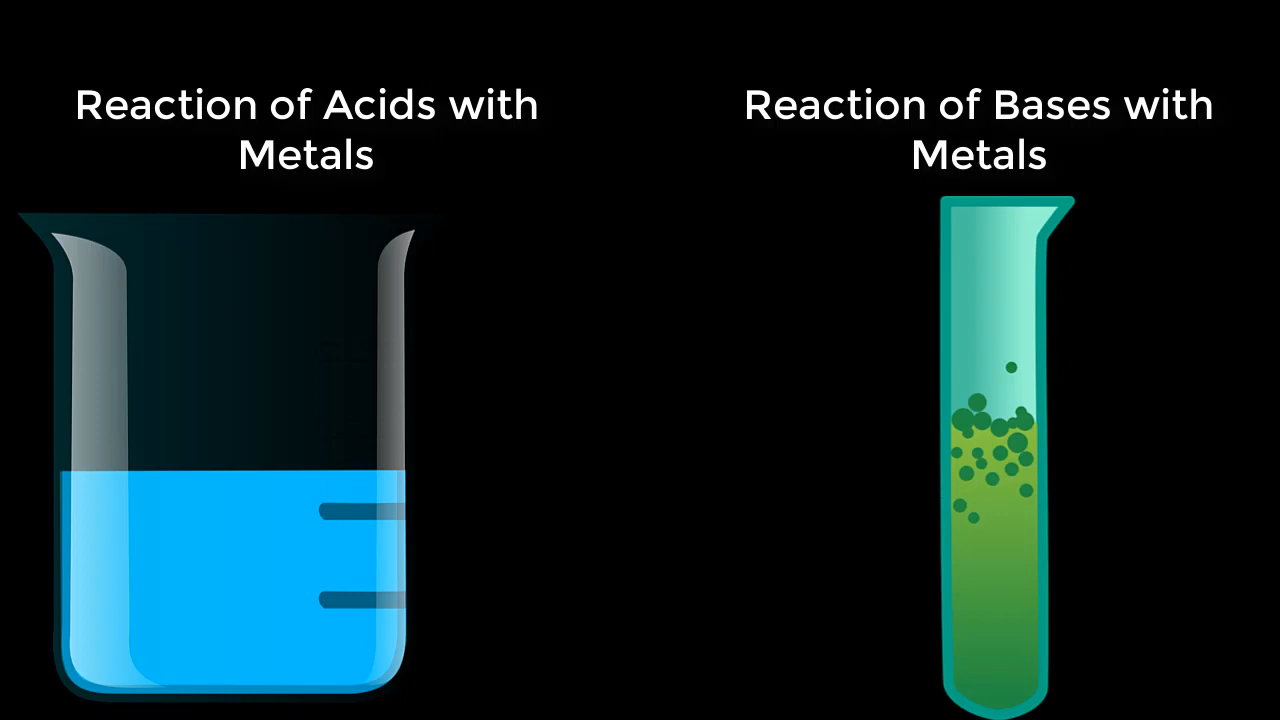 Reaction of Acids with
Metals
Reaction of Bases with
Metals